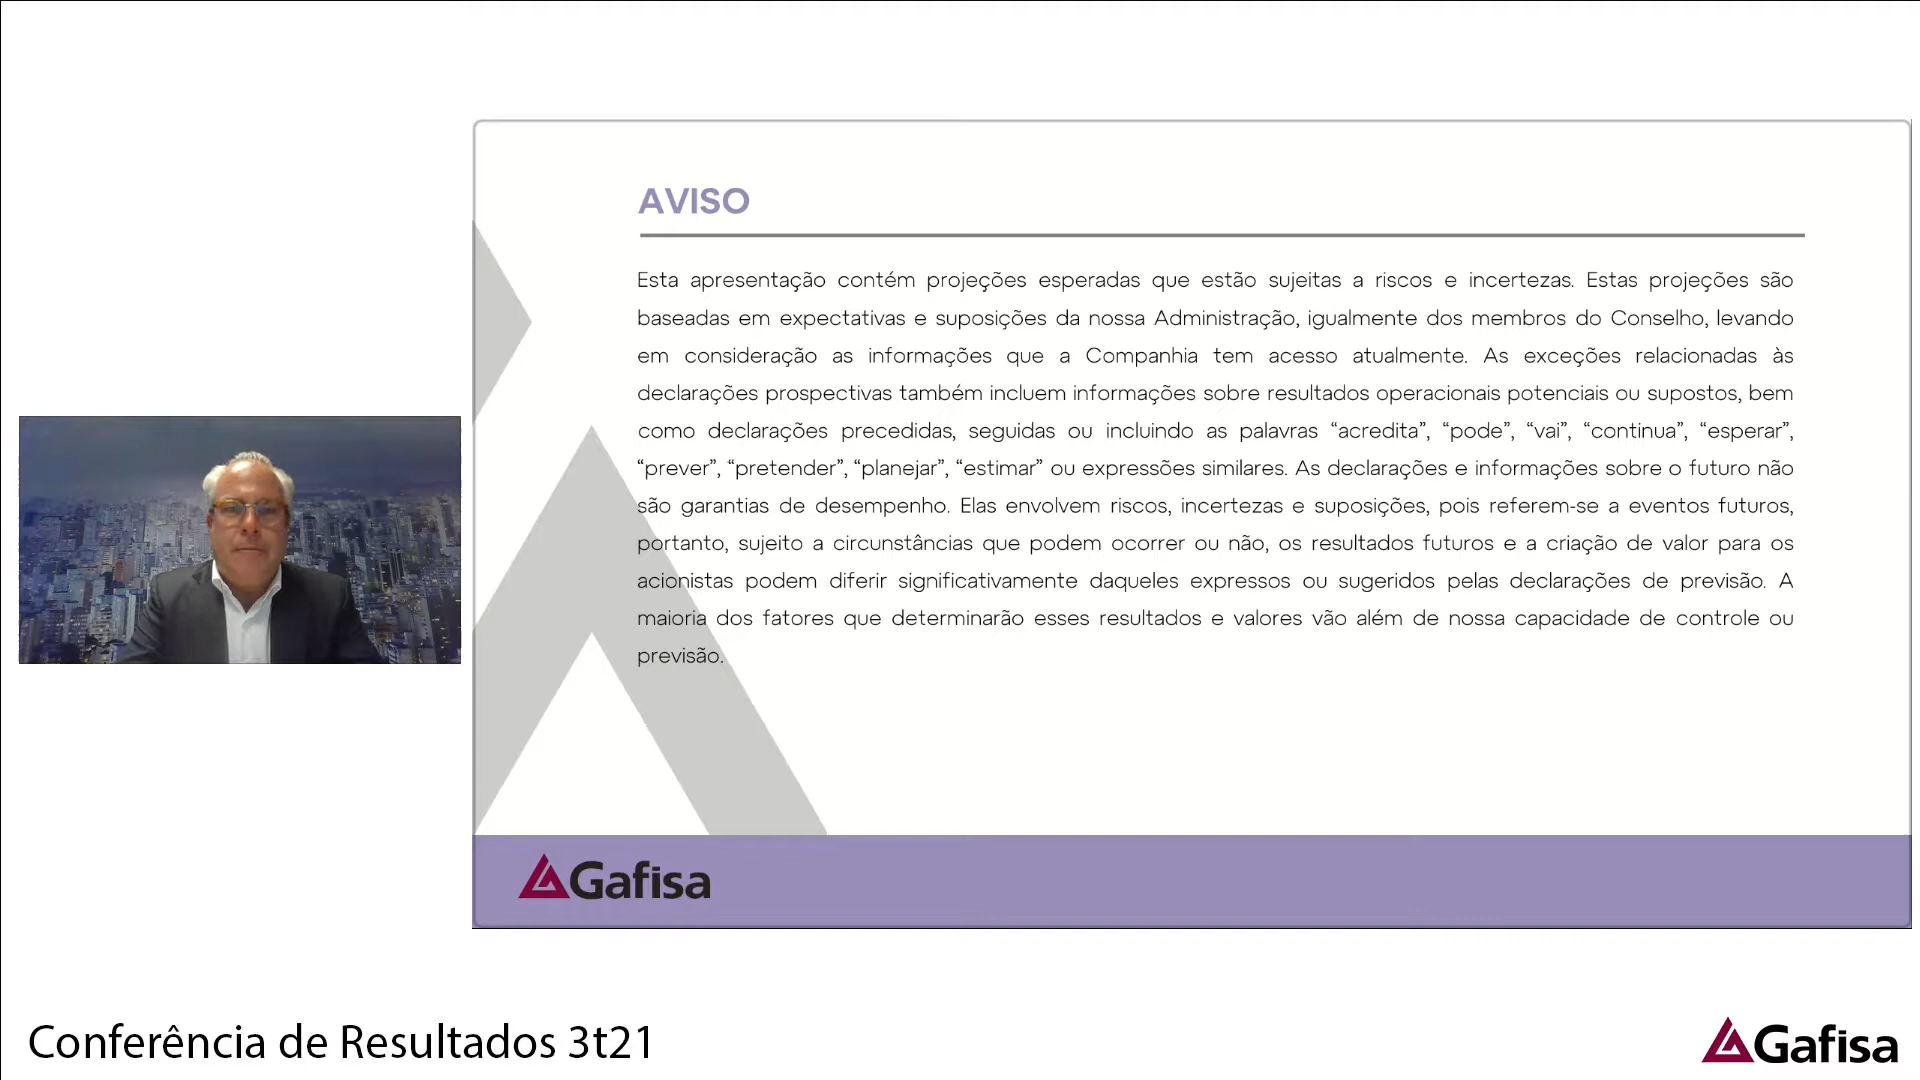 AVISO
Esta apresentação contém projeções esperadas que estão sujeitas a riscos e incertezas. Estas projeções são
baseadas em expectativas e suposições da nossa Administração, igualmente dos membros do Conselho, levando
em consideração as informações que a Companhia tem acesso atualmente. As exceções relacionadas às
declarações prospectivas também incluem informações sobre resultados operacionais potenciais ou supostos, bem
como declarações precedidas, seguidas ou incluindo as palavras “acredita”, “pode”, “vai”, “continua”, “esperar”,
“prever”, “pretender”, “planejar”, “estimar” ou expressões similares. As declarações e informações sobre o futuro não
são garantias de desempenho. Elas envolvem riscos, incertezas e suposições, pois referem-se a eventos futuros,
portanto, sujeito a circunstâncias que podem ocorrer ou não, os resultados futuros e a criação de valor para os
acionistas podem diferir significativamente daqueles expressos ou sugeridos pelas declarações de previsão. A
maioria dos fatores que determinarão esses resultados e valores vão além de nossa capacidade de controle ou
previsão.
Gafisa
Conferência de Resultados 3t21
Gafisa